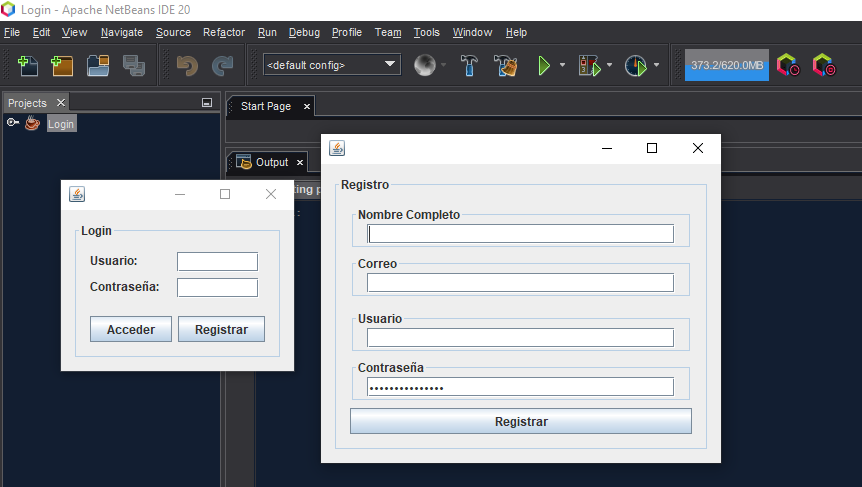 Login - Apache NetBeans IDE 20
File Edit View Navigate Source Refactor Run Debug Profile Team Tools Window Help
<default config>
373.2/620.0MB
Projects
Start Page
Login
Output
Login
Usuario:
Contraseña:
Acceder Registrar
Registro
Nombre Completo
Correo
Usuario
Contraseña
•••••••••••••••
Registrar